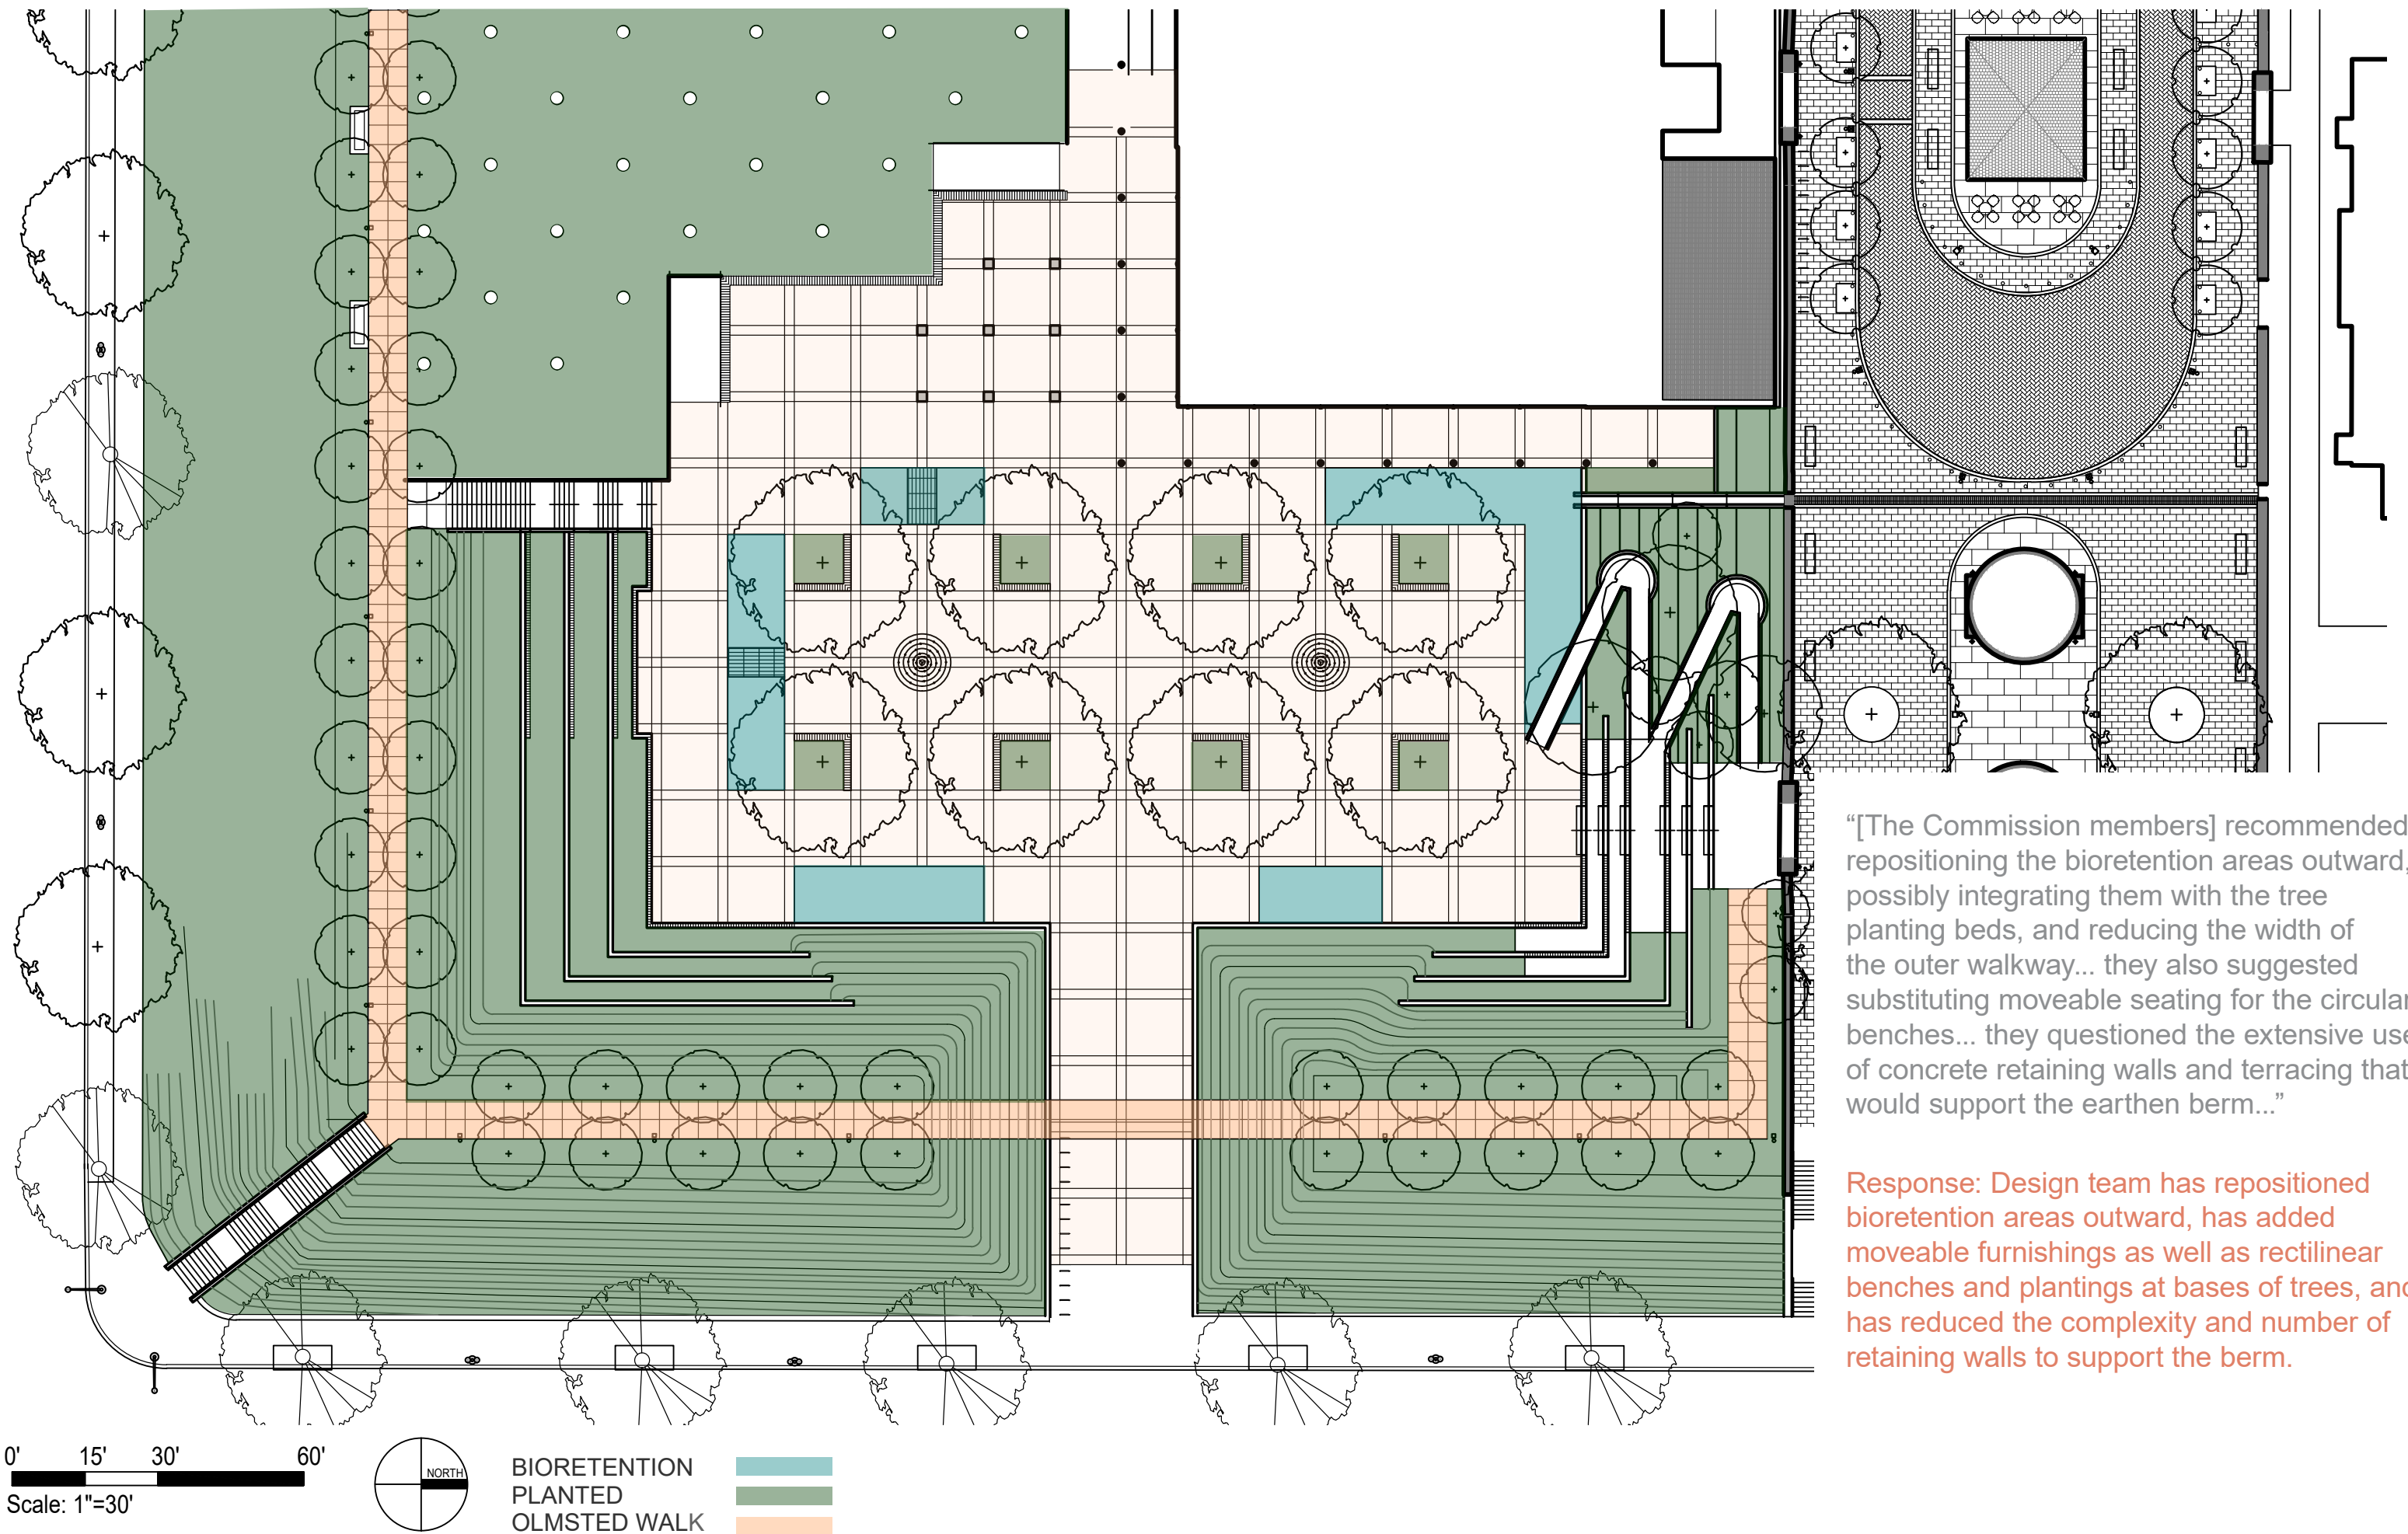 “[The Commission members] recommended
repositioning the bioretention areas outward,
possibly integrating them with the tree
planting beds, and reducing the width of
the outer walkway... they also suggested
substituting moveable seating for the circular
benches... they questioned the extensive use
of concrete retaining walls and terracing that
would support the earthen berm...”
Response: Design team has repositioned
bioretention areas outward, has added
moveable furnishings as well as rectilinear
benches and plantings at bases of trees, and
has reduced the complexity and number of
retaining walls to support the berm.
0' 15' 30' 60'
Scale: 1"=30'
NORTH
BIORETENTION
PLANTED
OLMSTED WALK